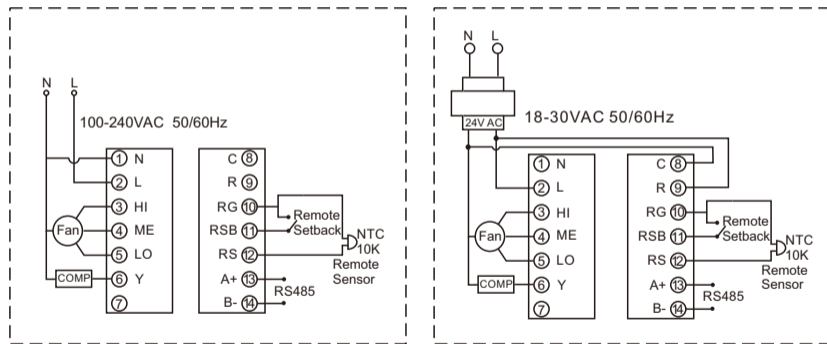 N L
100-240VAC 50/60Hz
1 N
2 L
3 HI
Fan
4 ME
5 LO
COMP
6 Y
7
C 8
R 9
RG 10
RSB 11
RS 12
A+ 13
B- 14
Remote
Setback
NTC
10K
Remote
Sensor
RS485
N L
24V AC
18-30VAC 50/60Hz
1 N
2 L
3 HI
Fan
4 ME
5 LO
COMP
6 Y
7
C 8
R 9
RG 10
RSB 11
RS 12
A+ 13
B- 14
Remote
Setback
NTC
10K
Remote
Sensor
RS485